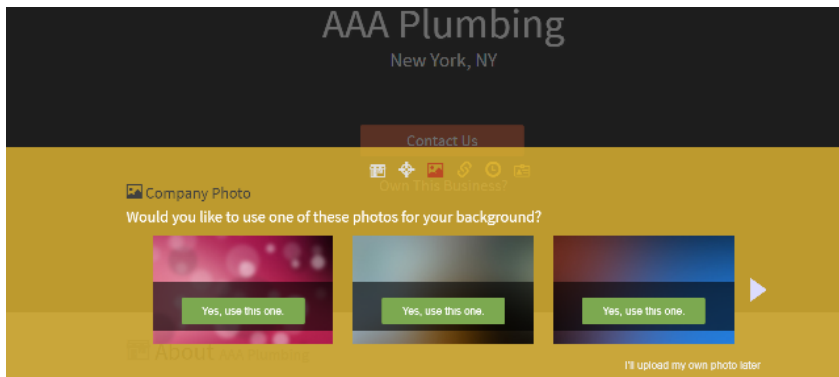 AAA Plumbing
New York, NY
Contact Us
Own This Business?
Company Photo
Would you like to use one of these photos for your background?
Yes, use this one.
Yes, use this one.
Yes, use this one.
About AAA Plumbing
I'll upload my own photo later